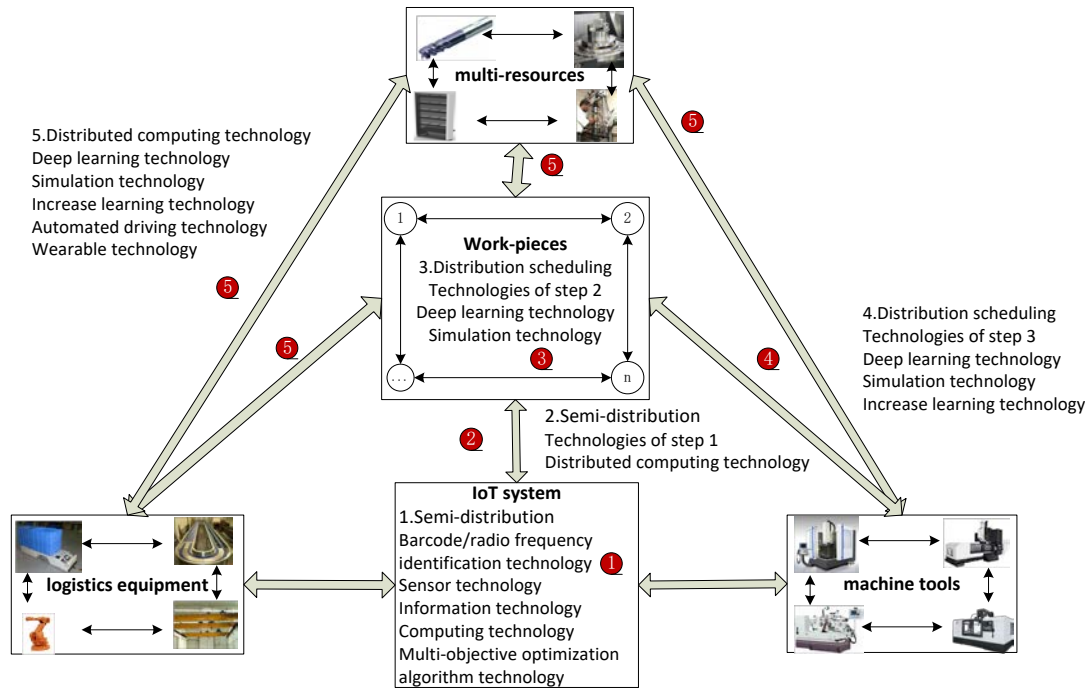 multi-resources
5
5
5.Distributed computing technology
Deep learning technology
Simulation technology
Increase learning technology
Automated driving technology
Wearable technology
5
5
1
2
Work-pieces
3.Distribution scheduling
Technologies of step 2
Deep learning technology
Simulation technology
3
...
n
4
4.Distribution scheduling
Technologies of step 3
Deep learning technology
Simulation technology
Increase learning technology
2
2.Semi-distribution
Technologies of step 1
Distributed computing technology
IoT system
1.Semi-distribution
Barcode/radio frequency
identification technology
1
Sensor technology
Information technology
Computing technology
Multi-objective optimization
algorithm technology
logistics equipment
machine tools